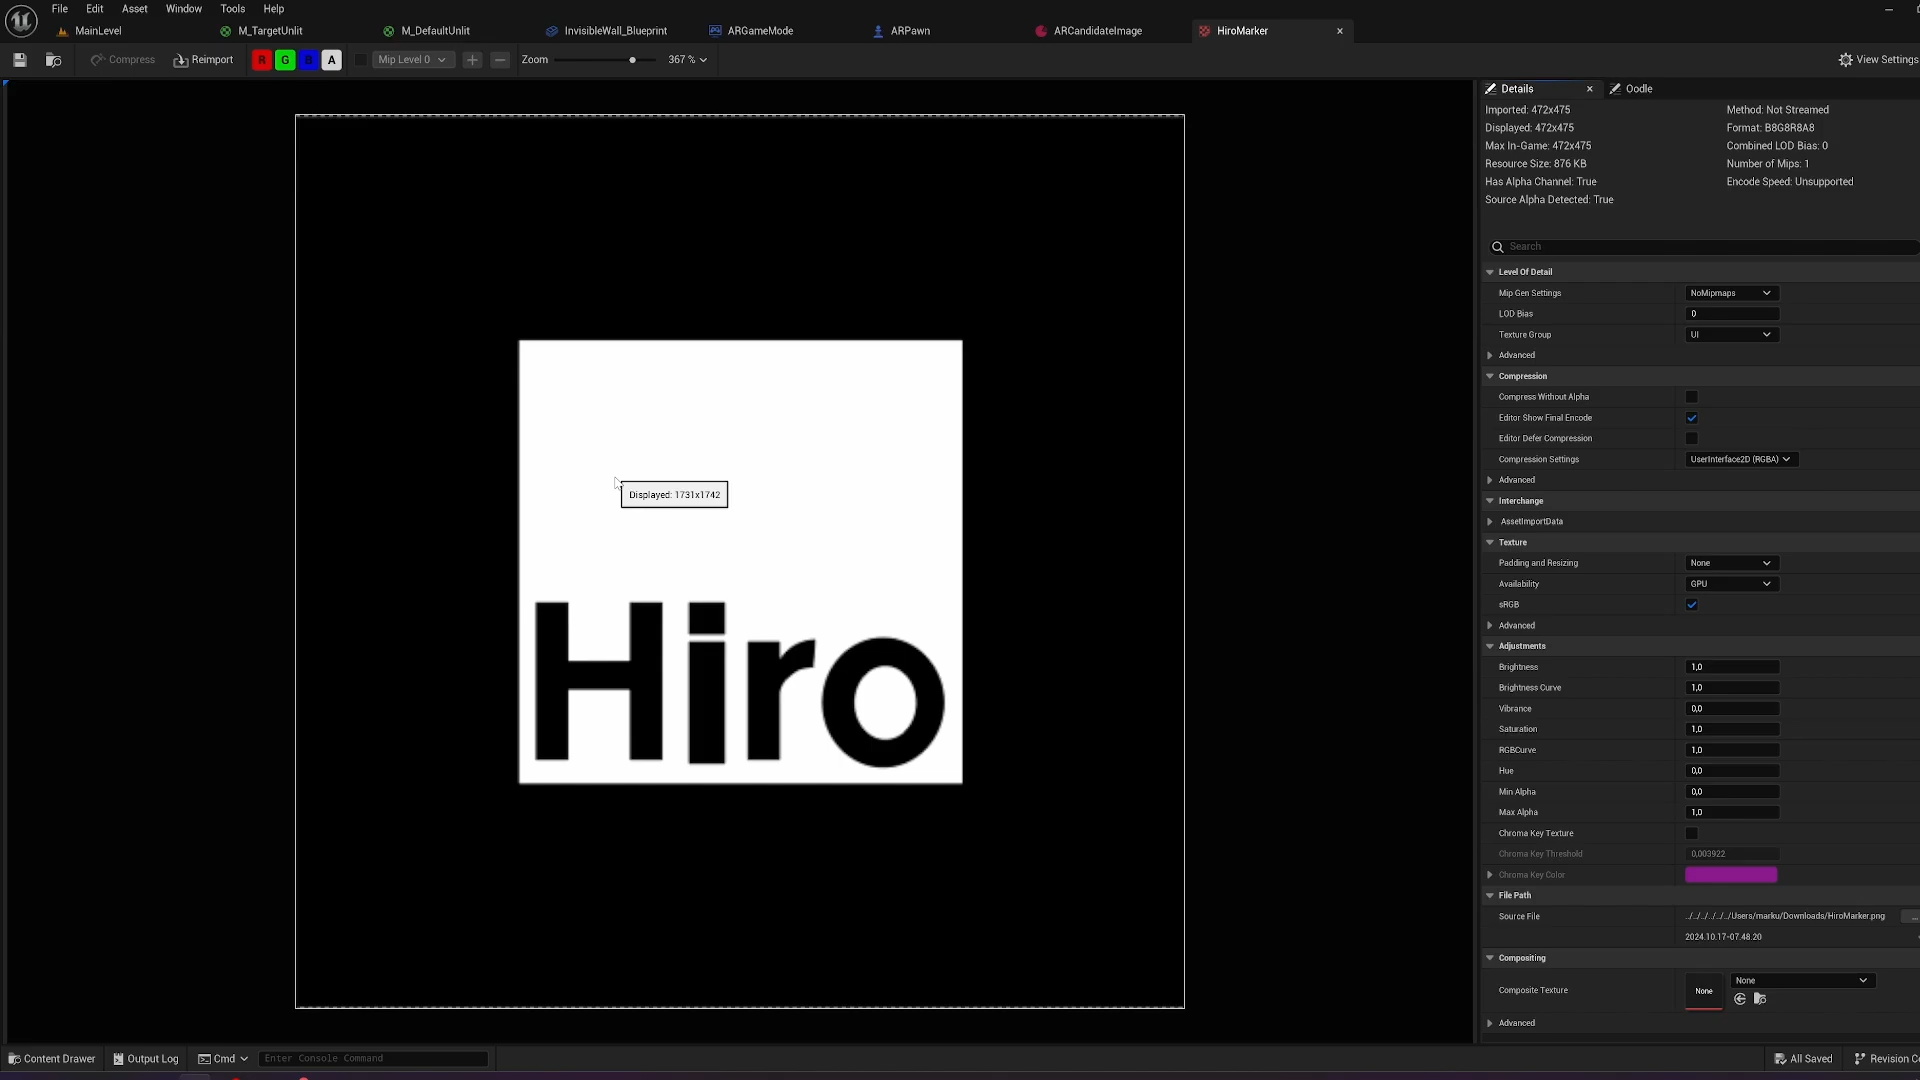 File Edit Asset Window Tools Help
MainLevel M_TargetUnlit M_DefaultUnlit InvisibleWall_Blueprint ARGameMode ARPawn ARCandidateImage HiroMarker
Compress Reimport R G B A Mip Level 0 Zoom 367 % View Settings
Details Oodle
Imported: 472x475 Method: Not Streamed
Displayed: 472x475 Format: B8G8R8A8
Max In-Game: 472x475 Combined LOD Bias: 0
Resource Size: 876 KB Number of Mips: 1
Has Alpha Channel: True Encode Speed: Unsupported
Source Alpha Detected: True
Search
Level Of Detail
Mip Gen Settings NoMipmaps
LOD Bias 0
Texture Group UI
Advanced
Compression
Compress Without Alpha
Editor Show Final Encode
Editor Defer Compression
Compression Settings UserInterface2D (RGBA)
Advanced
Interchange
AssetImportData
Texture
Padding and Resizing None
Availability GPU
sRGB
Advanced
Adjustments
Brightness 1,0
Brightness Curve 1,0
Vibrance 0,0
Saturation 1,0
RGBCurve 1,0
Hue 0,0
Min Alpha 0,0
Max Alpha 1,0
Chroma Key Texture
Chroma Key Threshold 0,003922
Chroma Key Color
File Path
Source File ../../../../../../Users/marku/Downloads/HiroMarker.png ...
2024.10.17-07.48.20
Compositing
Composite Texture None None
Advanced
Displayed: 1731x1742
Hiro
Content Drawer Output Log Cmd Enter Console Command All Saved Revision Co